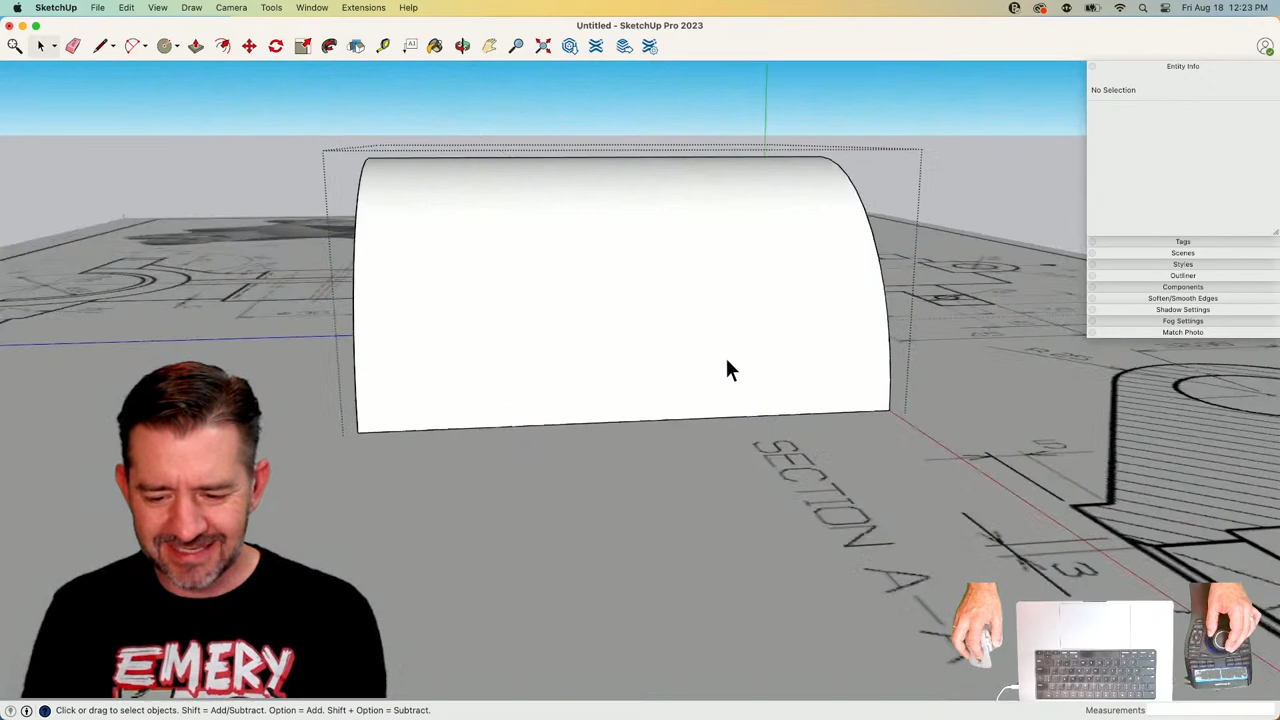 SketchUp File Edit View Draw Camera Tools Window Extensions Help
Fri Aug 18 12:23 PM
Untitled - SketchUp Pro 2023
Entity Info
No Selection
Tags
Scenes
Styles
Outliner
Components
Soften/Smooth Edges
Shadow Settings
Fog Settings
Match Photo
SECTION A-
3
EMERY
Click or drag to select objects. Shift = Add/Subtract. Option = Add. Shift + Option = Subtract.
Measurements